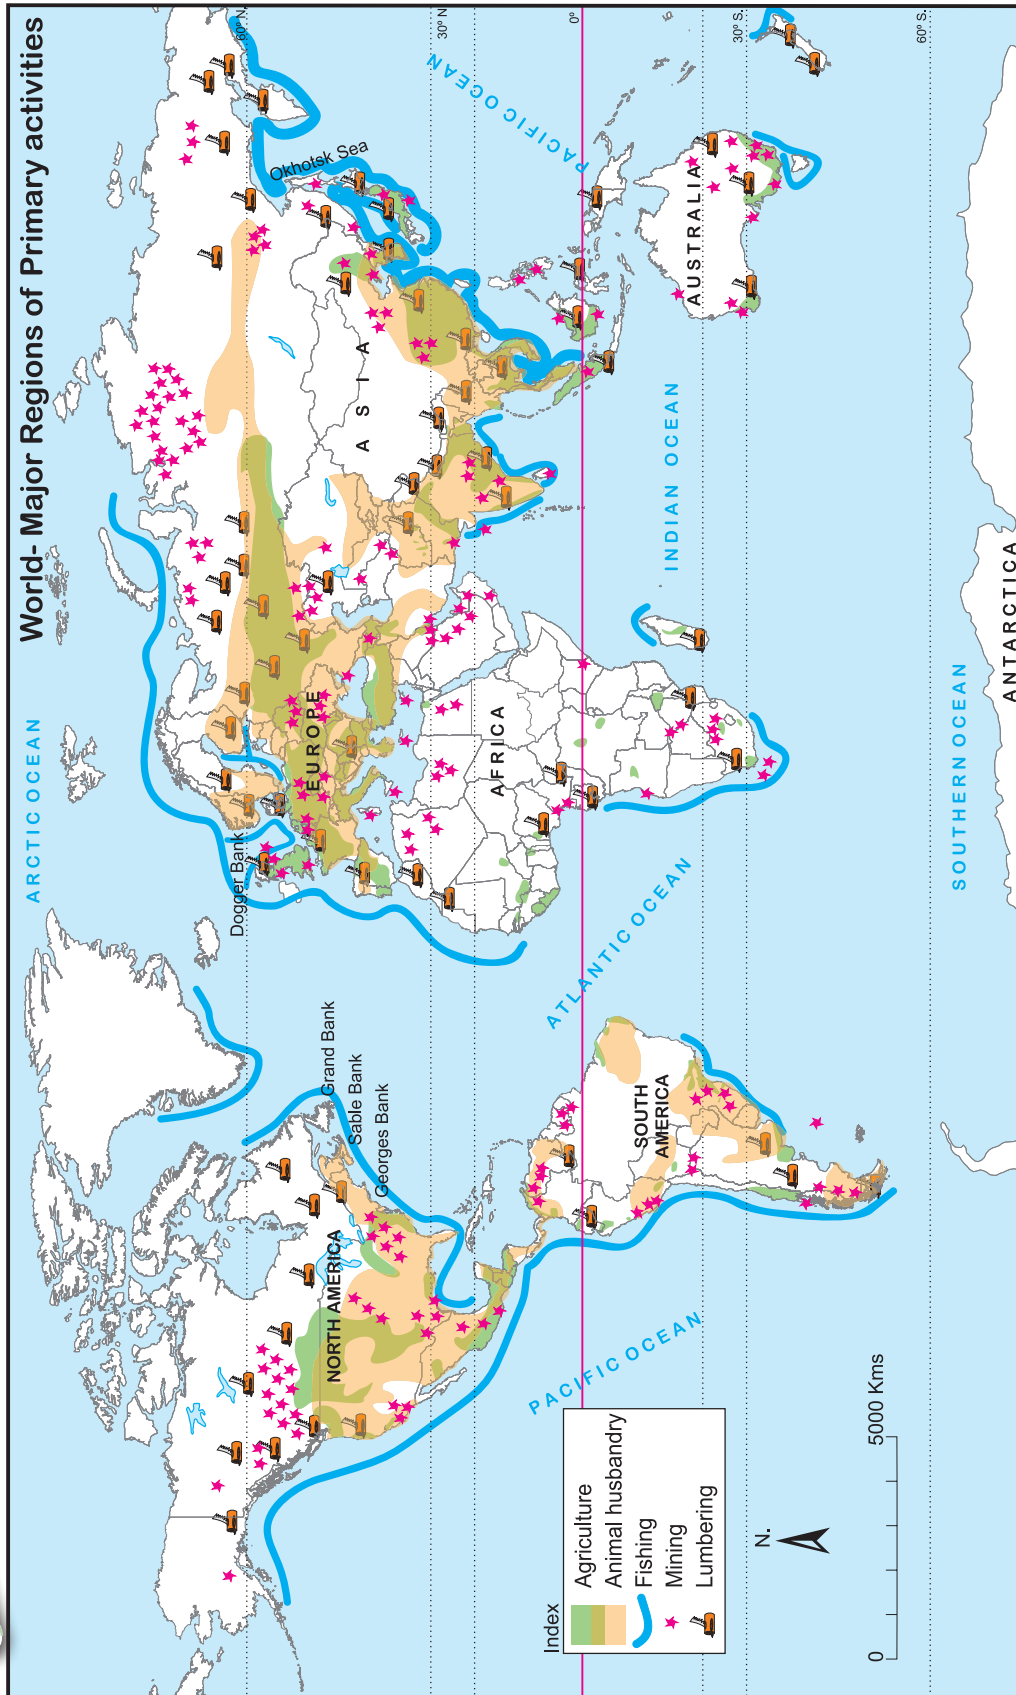 World- Major Regions of Primary activities
ARCTIC OCEAN
60° N.
30° N
0°
30° S.
60° S.
Okhotsk Sea
PACIFIC OCEAN
Dogger Bank
EUROPE
ASIA
AFRICA
AUSTRALIA
INDIAN OCEAN
ATLANTIC OCEAN
SOUTHERN OCEAN
ANTARCTICA
Grand Bank
Sable Bank
Georges Bank
NORTH AMERICA
SOUTH
AMERICA
PACIFIC OCEAN
Index
Agriculture
Animal husbandry
Fishing
Mining
Lumbering
N.
0
5000 Kms